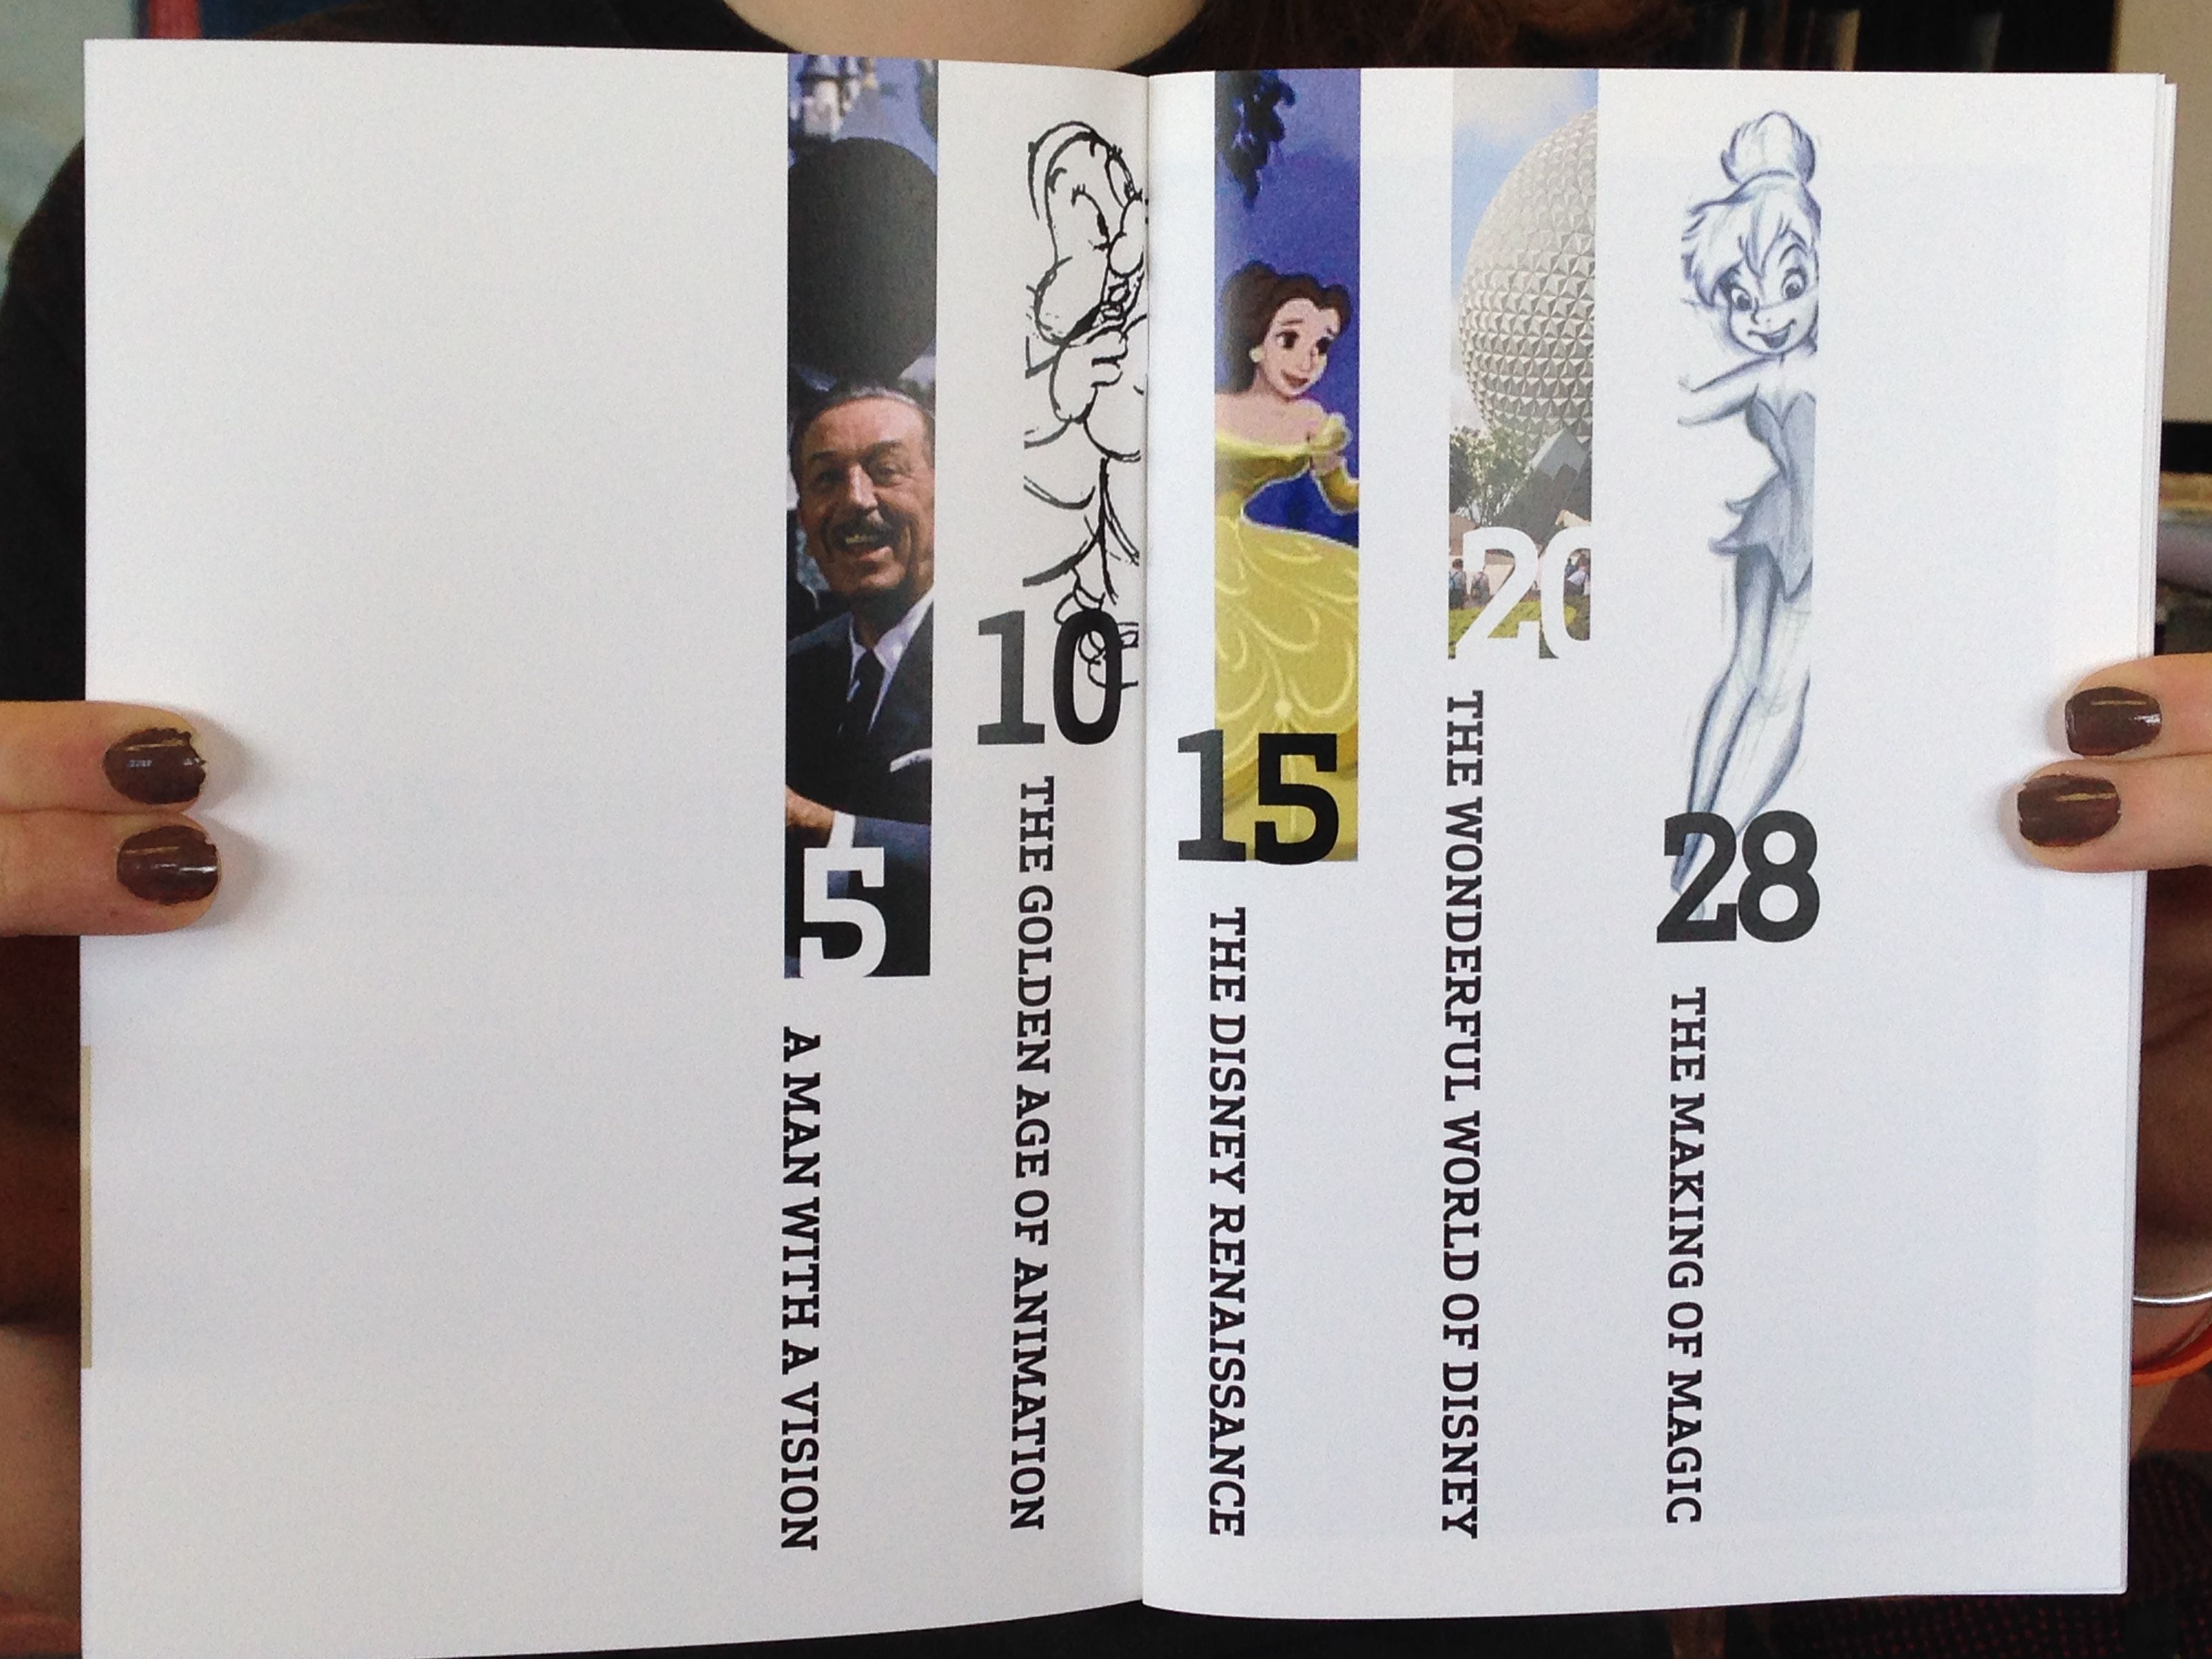 5
A MAN WITH A VISION
10
THE GOLDEN AGE OF ANIMATION
15
THE DISNEY RENAISSANCE
20
THE WONDERFUL WORLD OF DISNEY
28
THE MAKING OF MAGIC